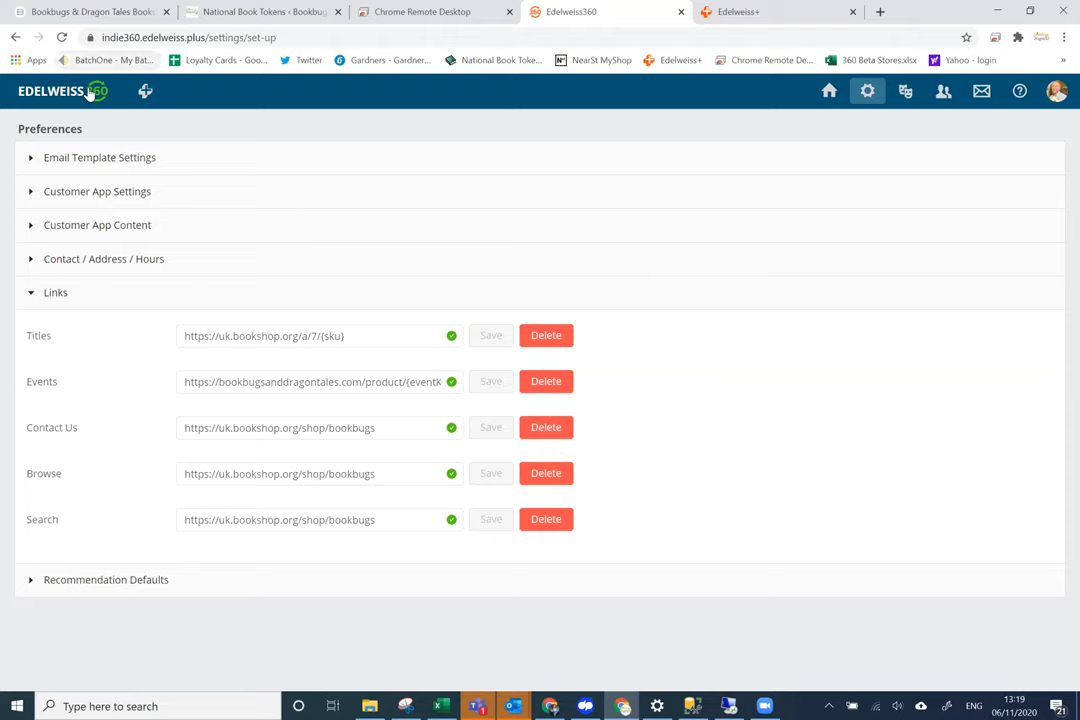 Bookbugs & Dragon Tales Books
National Book Tokens ‹ Bookbug
Chrome Remote Desktop
Edelweiss360
Edelweiss+
indie360.edelweiss.plus/settings/set-up
Apps
BatchOne - My Bat...
Loyalty Cards - Goo...
Twitter
Gardners - Gardner...
National Book Toke...
NearSt MyShop
Edelweiss+
Chrome Remote De...
360 Beta Stores.xlsx
Yahoo - login
»
EDELWEISS 360
Preferences
Email Template Settings
Customer App Settings
Customer App Content
Contact / Address / Hours
Links
Titles https://uk.bookshop.org/a/7/{sku} Save Delete
Events https://bookbugsanddragontales.com/product/{eventK Save Delete
Contact Us https://uk.bookshop.org/shop/bookbugs Save Delete
Browse https://uk.bookshop.org/shop/bookbugs Save Delete
Search https://uk.bookshop.org/shop/bookbugs Save Delete
Recommendation Defaults
Type here to search
ENG
13:19
06/11/2020
21